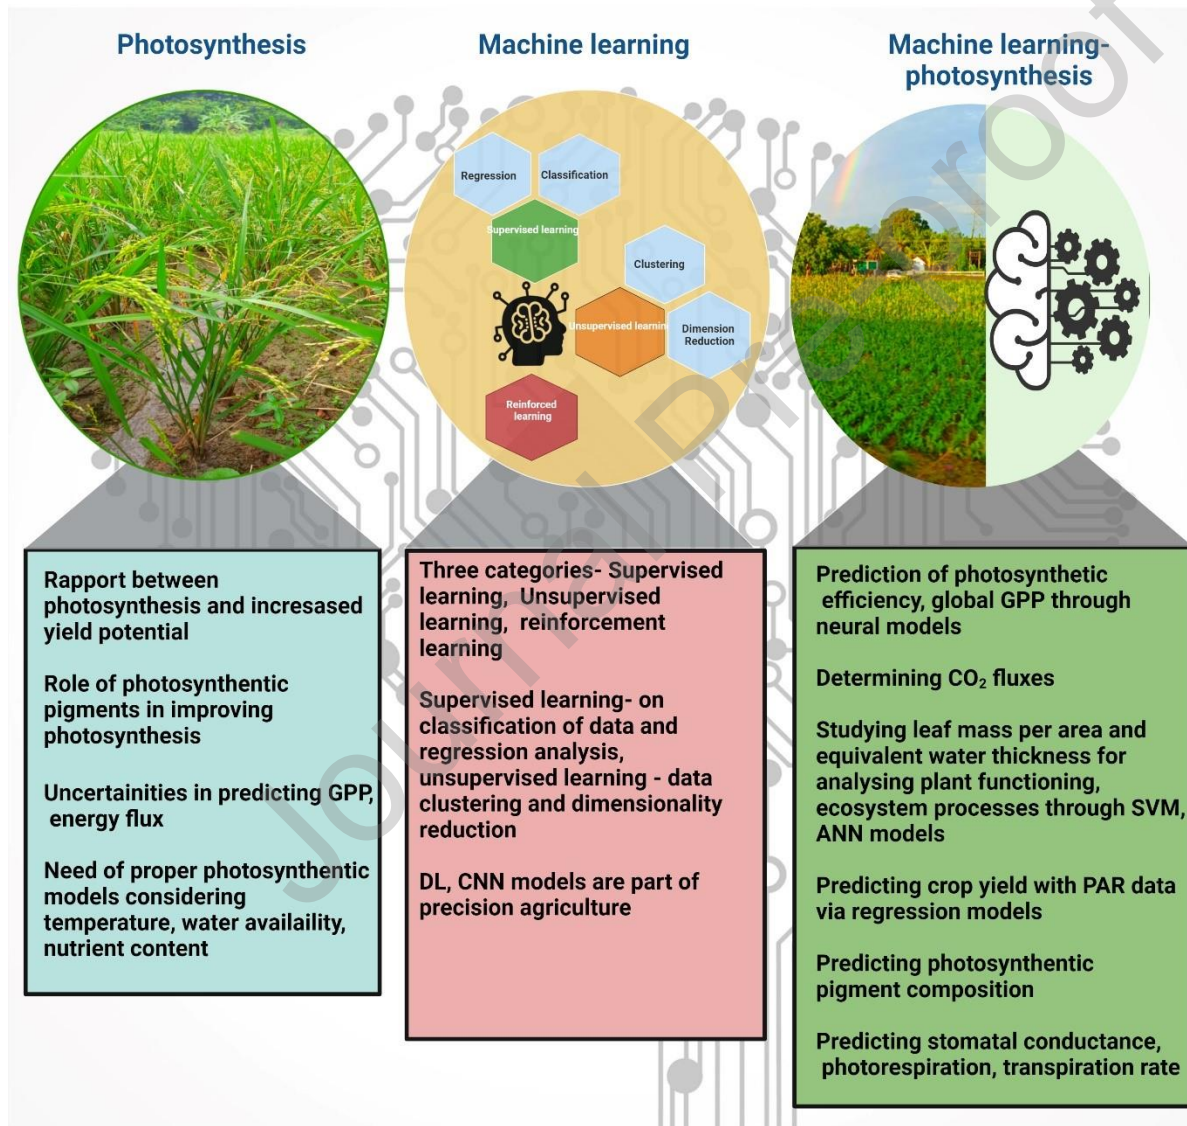 Photosynthesis
Machine learning
Machine learning-
photosynthesis
Regression
Classification
Supervised learning
Clustering
Unsupervised learnin
Dimension
Reduction
Reinforced
learning
Rapport between
photosynthesis and incresased
yield potential
Role of photosynthentic
pigments in improving
photosynthesis
Uncertainities in predicting GPP,
energy flux
Need of proper photosynthentic
models considering
temperature, water availaility,
nutrient content
Three categories- Supervised
learning, Unsupervised
learning, reinforcement
learning
Supervised learning- on
classification of data and
regression analysis,
unsupervised learning - data
clustering and dimensionality
reduction
DL, CNN models are part of
precision agriculture
Prediction of photosynthetic
efficiency, global GPP through
neural models
Determining CO₂ fluxes
Studying leaf mass per area and
equivalent water thickness for
analysing plant functioning,
ecosystem processes through SVM,
ANN models
Predicting crop yield with PAR data
via regression models
Predicting photosynthentic
pigment composition
Predicting stomatal conductance,
photorespiration, transpiration rate
Journal Pre-proof